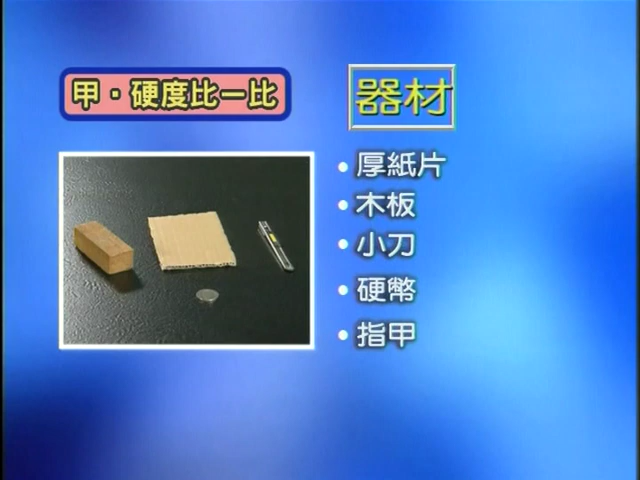 甲·硬度比一比
器材
•厚紙片
•木板
•小刀
•硬幣
•指甲